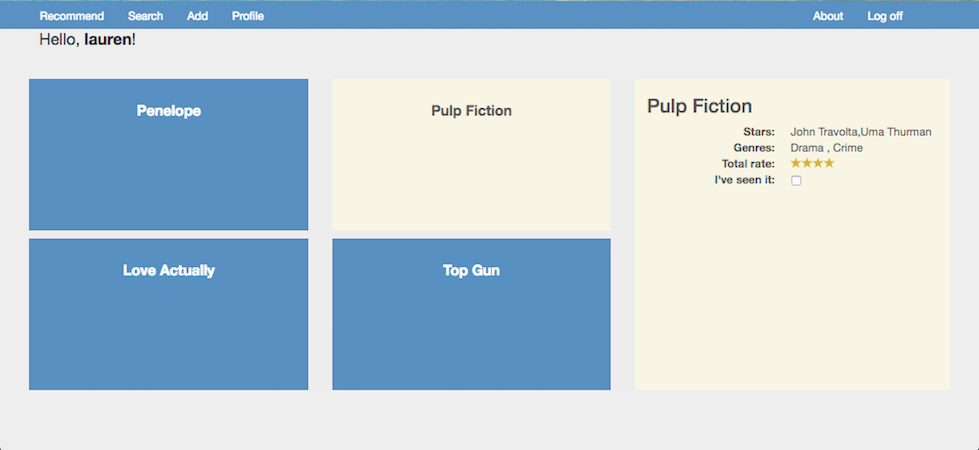 Recommend Search Add Profile About Log off
Hello, lauren!
Penelope
Pulp Fiction
Love Actually
Top Gun
Pulp Fiction
Stars: John Travolta,Uma Thurman
Genres: Drama , Crime
Total rate: ★★★★
I've seen it: